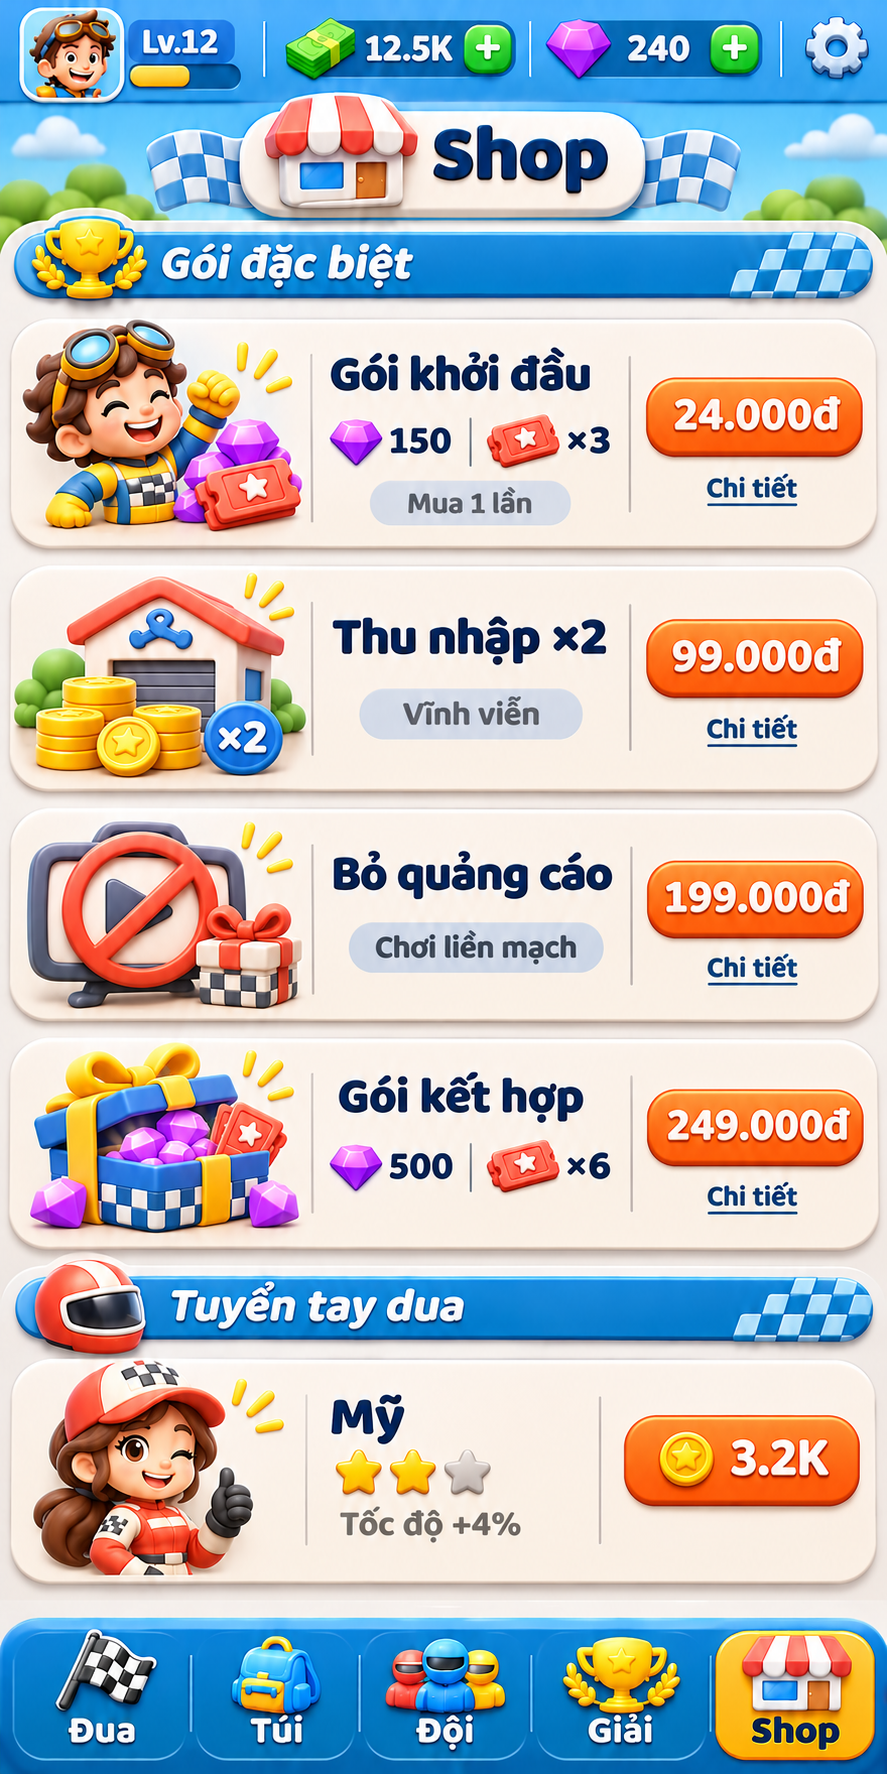 Lv.12
12.5K
240
Shop
Gói đặc biệt
Gói khởi đầu
150
×3
Mua 1 lần
24.000đ
Chi tiết
Thu nhập ×2
Vĩnh viễn
×2
99.000đ
Chi tiết
Bỏ quảng cáo
Chơi liền mạch
199.000đ
Chi tiết
Gói kết hợp
500
×6
249.000đ
Chi tiết
Tuyển tay dua
Mỹ
Tốc độ +4%
3.2K
Đua
Túi
Đội
Giải
Shop